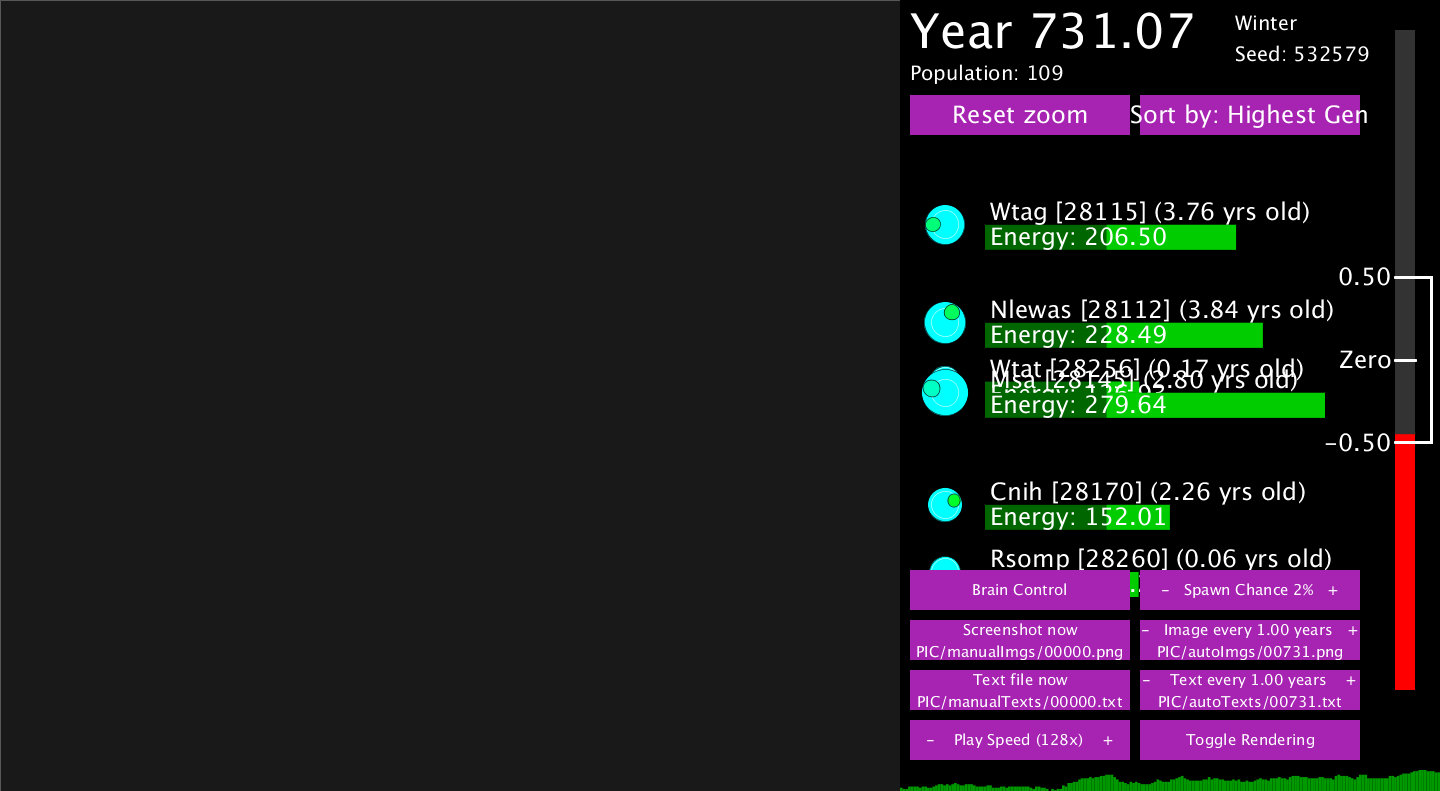 Year 731.07
Winter
Seed: 532579
Population: 109
Reset zoom
Sort by: Highest Gen
Wtag [28115] (3.76 yrs old)
Energy: 206.50
0.50
Nlewas [28112] (3.84 yrs old)
Energy: 228.49
Zero
Wtat [28256] (0.17 yrs old)
Msa [28145] (2.80 yrs old)
Energy: 279.64
-0.50
Cnih [28170] (2.26 yrs old)
Energy: 152.01
Rsomp [28260] (0.06 yrs old)
Brain Control
- Spawn Chance 2% +
Screenshot now
PIC/manualImgs/00000.png
- Image every 1.00 years +
PIC/autoImgs/00731.png
Text file now
PIC/manualTexts/00000.txt
- Text every 1.00 years +
PIC/autoTexts/00731.txt
- Play Speed (128x) +
Toggle Rendering